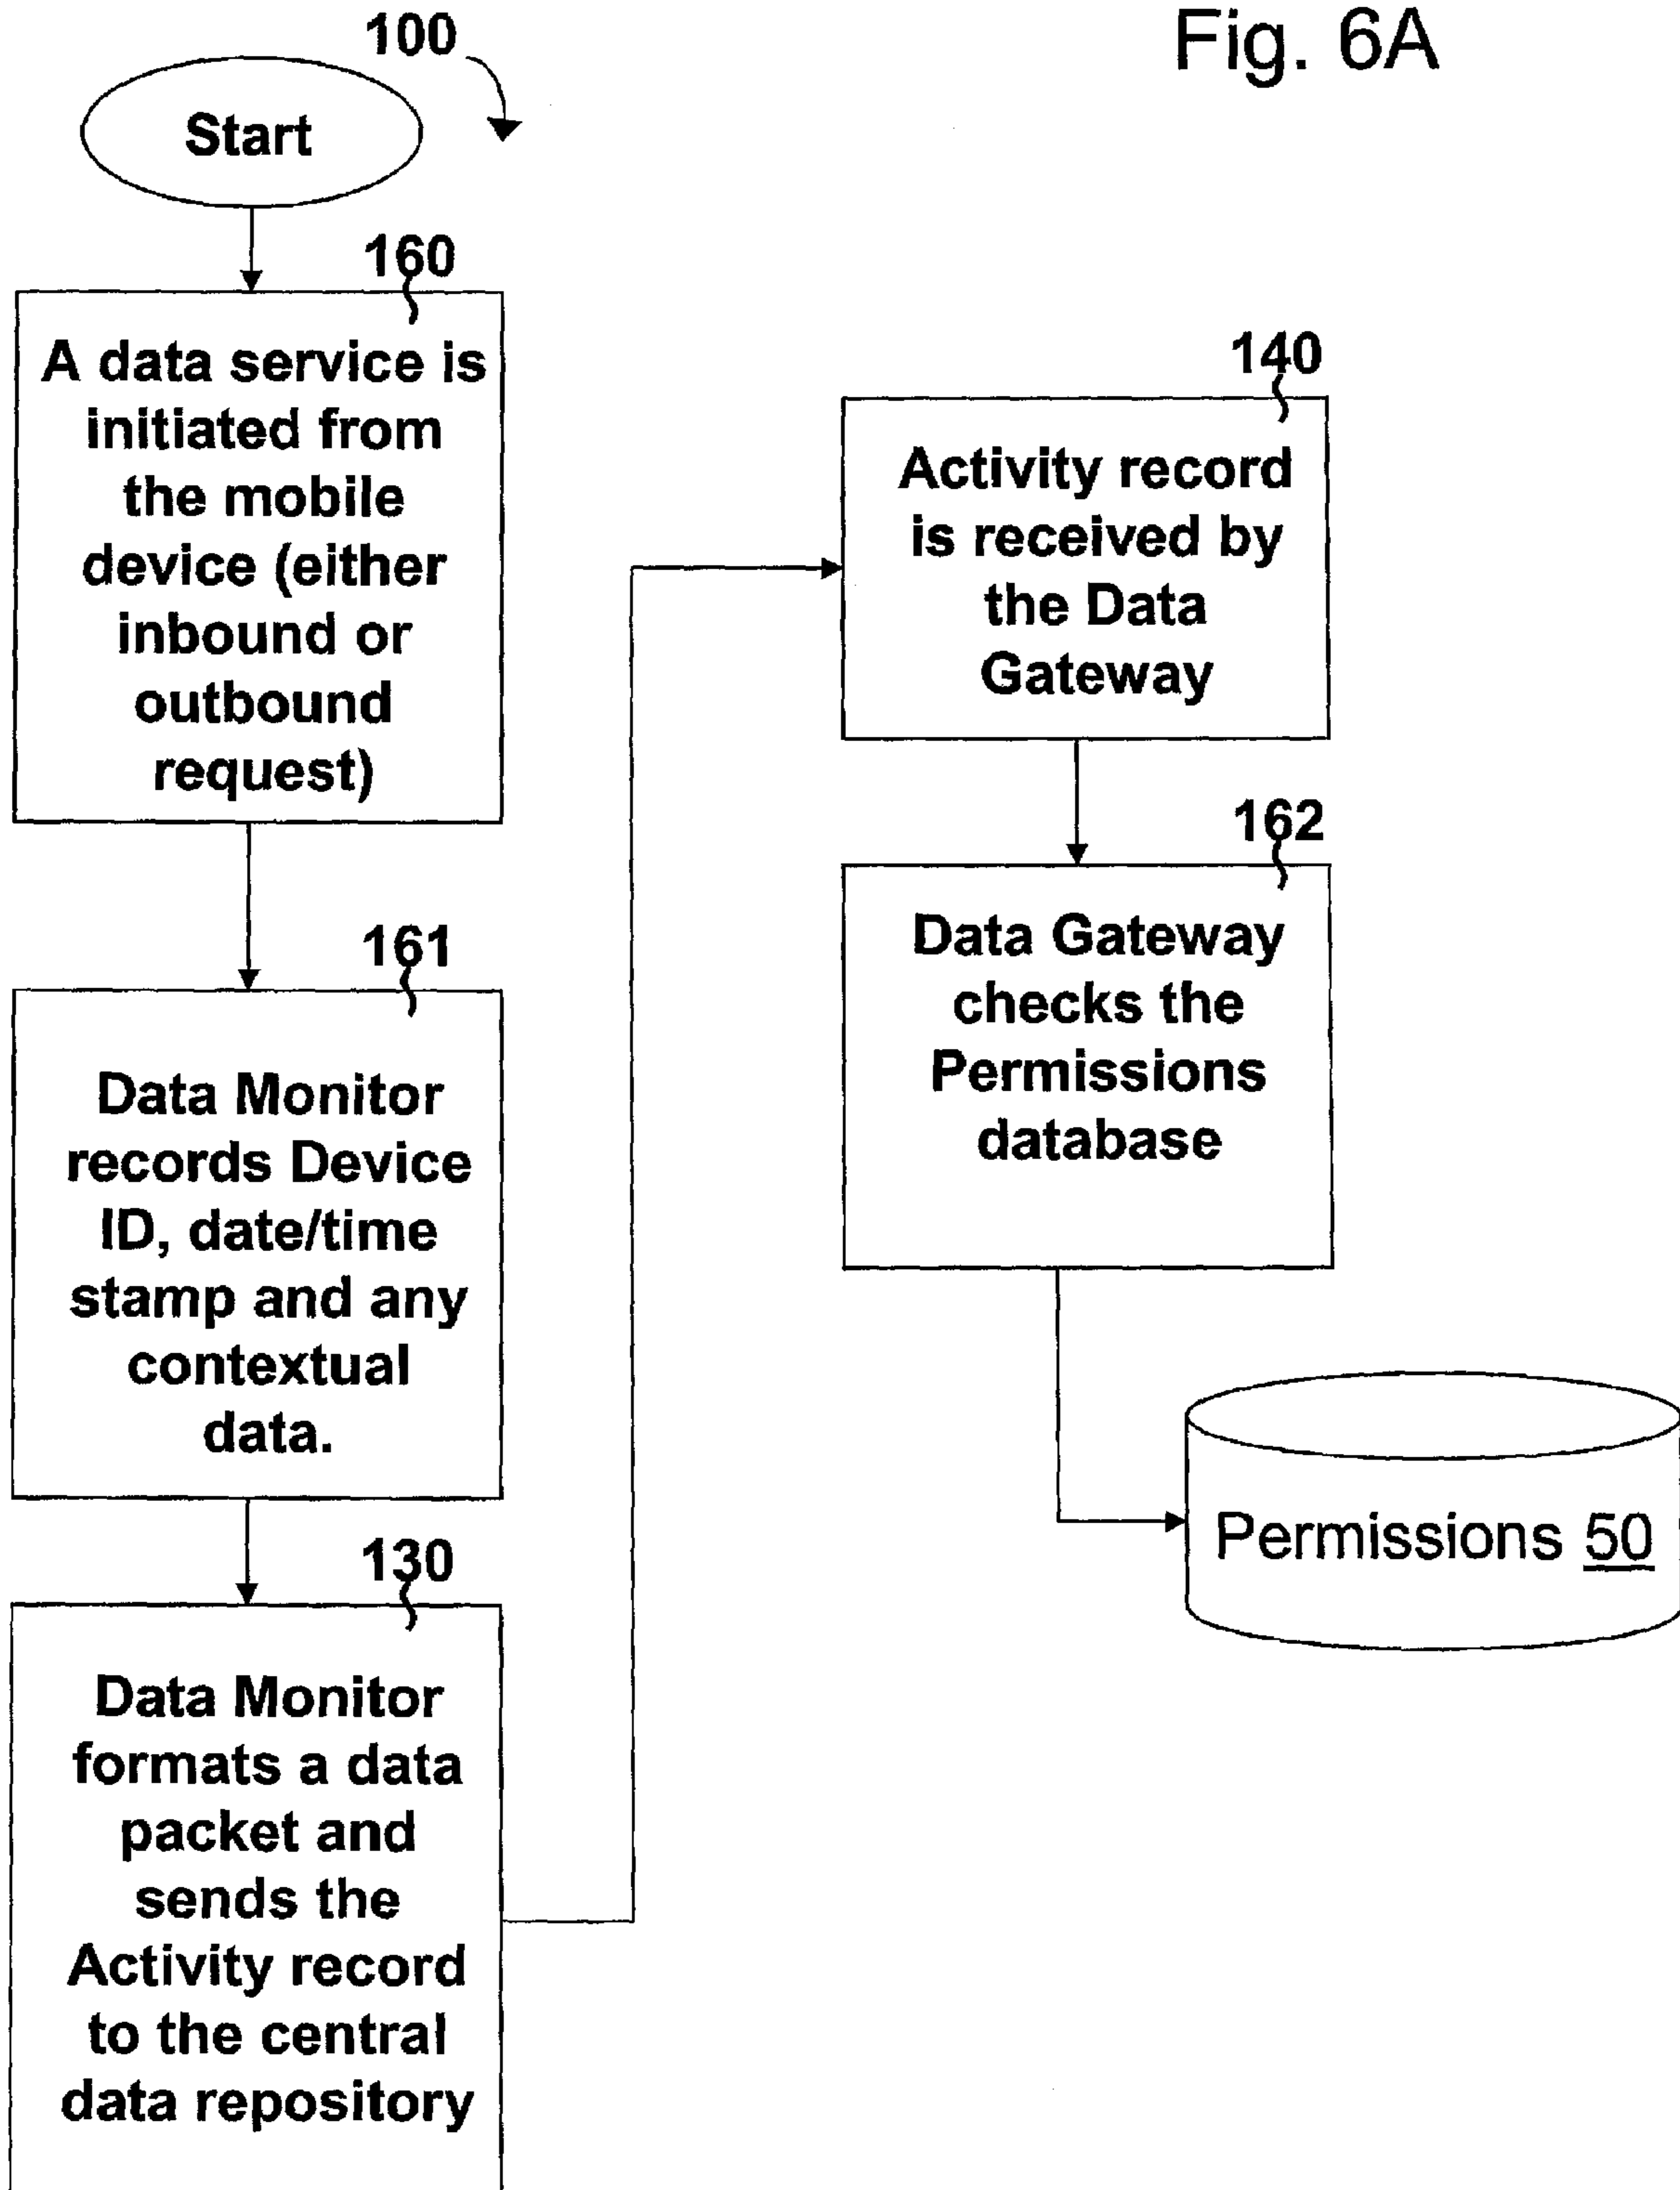 Fig. 6A
100
Start
160
A data service is
initiated from
the mobile
device (either
inbound or
outbound
request)
161
Data Monitor
records Device
ID, date/time
stamp and any
contextual
data.
130
Data Monitor
formats a data
packet and
sends the
Activity record
to the central
data repository
140
Activity record
is received by
the Data
Gateway
162
Data Gateway
checks the
Permissions
database
Permissions 50